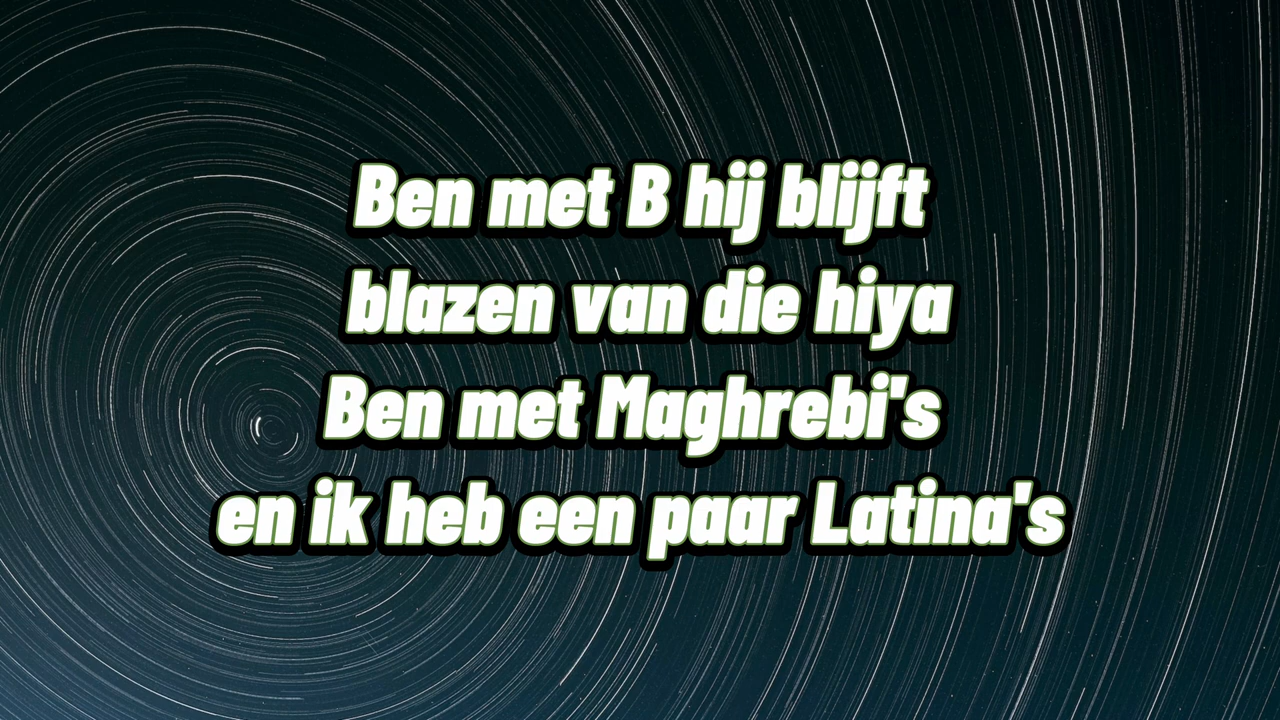 Ben met B hij blijft
blazen van die hiya
Ben met Maghrebi's
en ik heb een paar Latina's